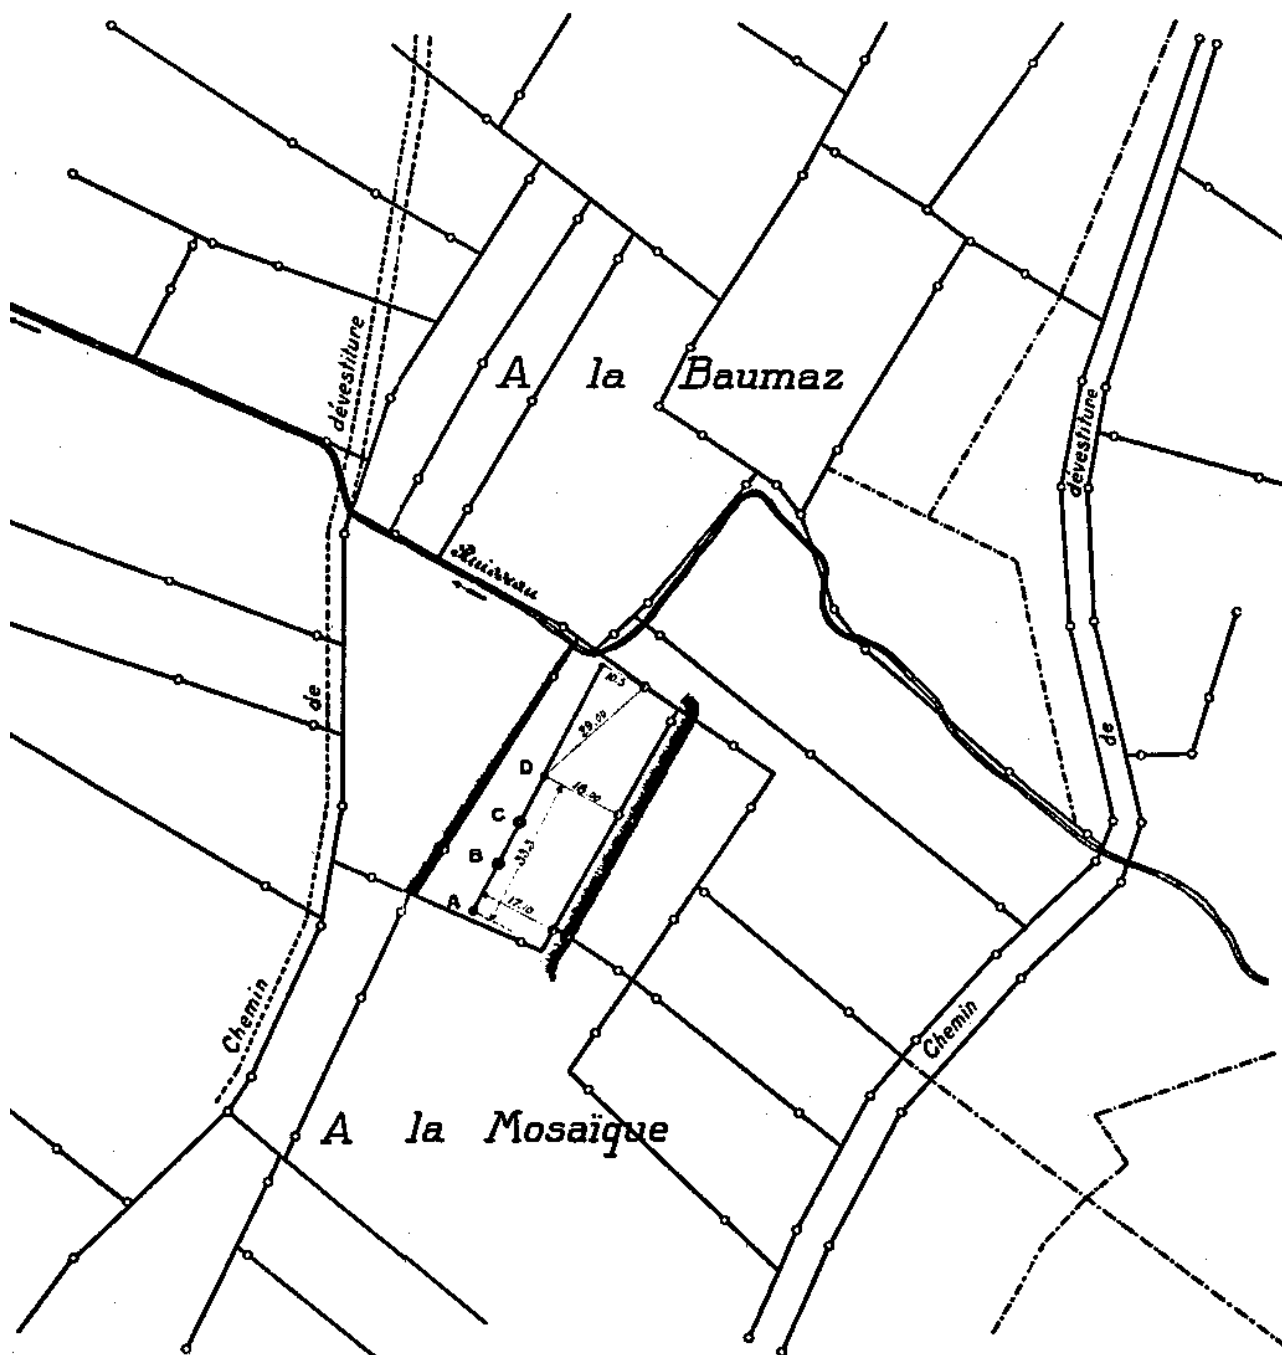 dévestiture
A la Baumaz
dévestiture
Ruisseau
de
10.5
29.00
D
18.00
de
C
33.3
B
17.10
A
Chemin
Chemin
A la Mosaïque